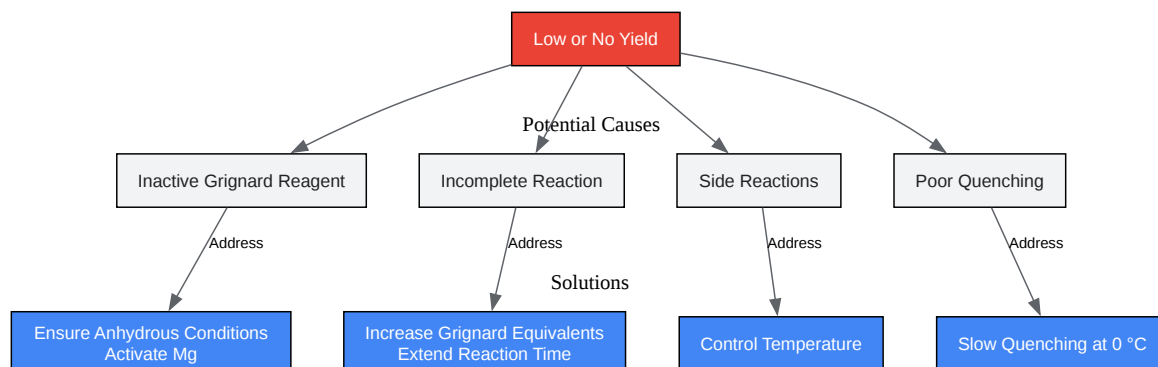 Low or No Yield
Potential Causes
Inactive Grignard Reagent
Incomplete Reaction
Side Reactions
Poor Quenching
Address
Address
Address
Address
Solutions
Ensure Anhydrous Conditions
Activate Mg
Increase Grignard Equivalents
Extend Reaction Time
Control Temperature
Slow Quenching at 0 °C